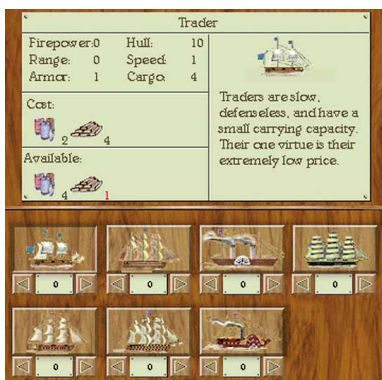 Trader
Firepower:0 Hull: 10
Range: 0 Speed: 1
Armor: 1 Cargo: 4
Cost:
2 4
Available:
4 1
Traders are slow,
defenseless, and have a
small carrying capacity.
Their one virtue is their
extremely low price.
0 0 0 0
0 0 0